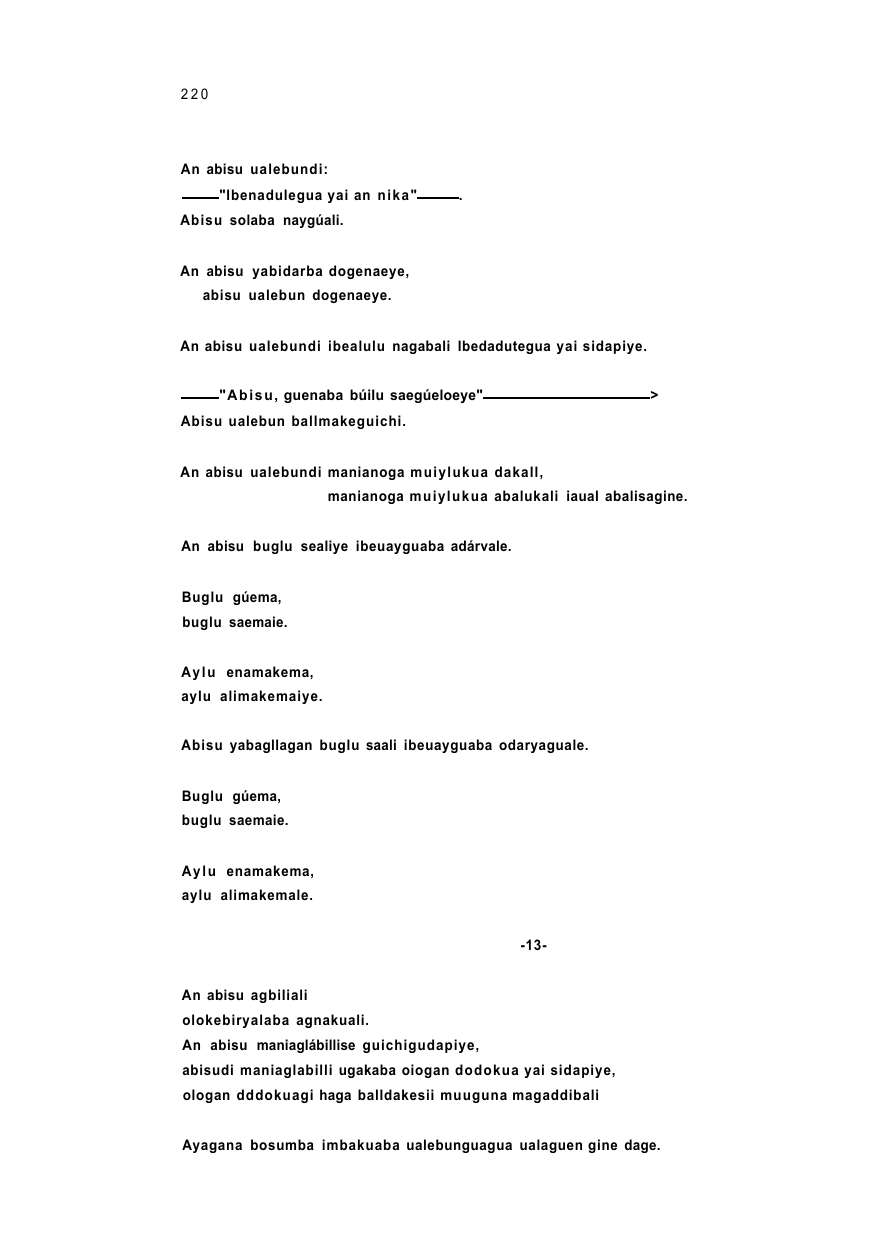 220
An abisu ualebundi:
____"Ibenadulegua yai an nika"____.
Abisu solaba naygúali.
An abisu yabidarba dogenaeye,
abisu ualebun dogenaeye.
An abisu ualebundi ibealulu nagabali Ibedadutegua yai sidapiye.
____"Abisu, guenaba búilu saegúeloeye"________________>
Abisu ualebun ballmakeguichi.
An abisu ualebundi manianoga muiylukua dakall,
manianoga muiylukua abalukali iaual abalisagine.
An abisu buglu sealiye ibeuayguaba adárvale.
Buglu gúema,
buglu saemaie.
Aylu enamakema,
aylu alimakemaiye.
Abisu yabagllagan buglu saali ibeuayguaba odaryaguale.
Buglu gúema,
buglu saemaie.
Aylu enamakema,
aylu alimakemale.
-13-
An abisu agbiliali
olokebiryalaba agnakuali.
An abisu maniaglábillise guichigudapiye,
abisudi maniaglabilli ugakaba oiogan dodokua yai sidapiye,
ologan dddokuagi haga balldakesii muuguna magaddibali
Ayagana bosumba imbakuaba ualebunguagua ualaguen gine dage.